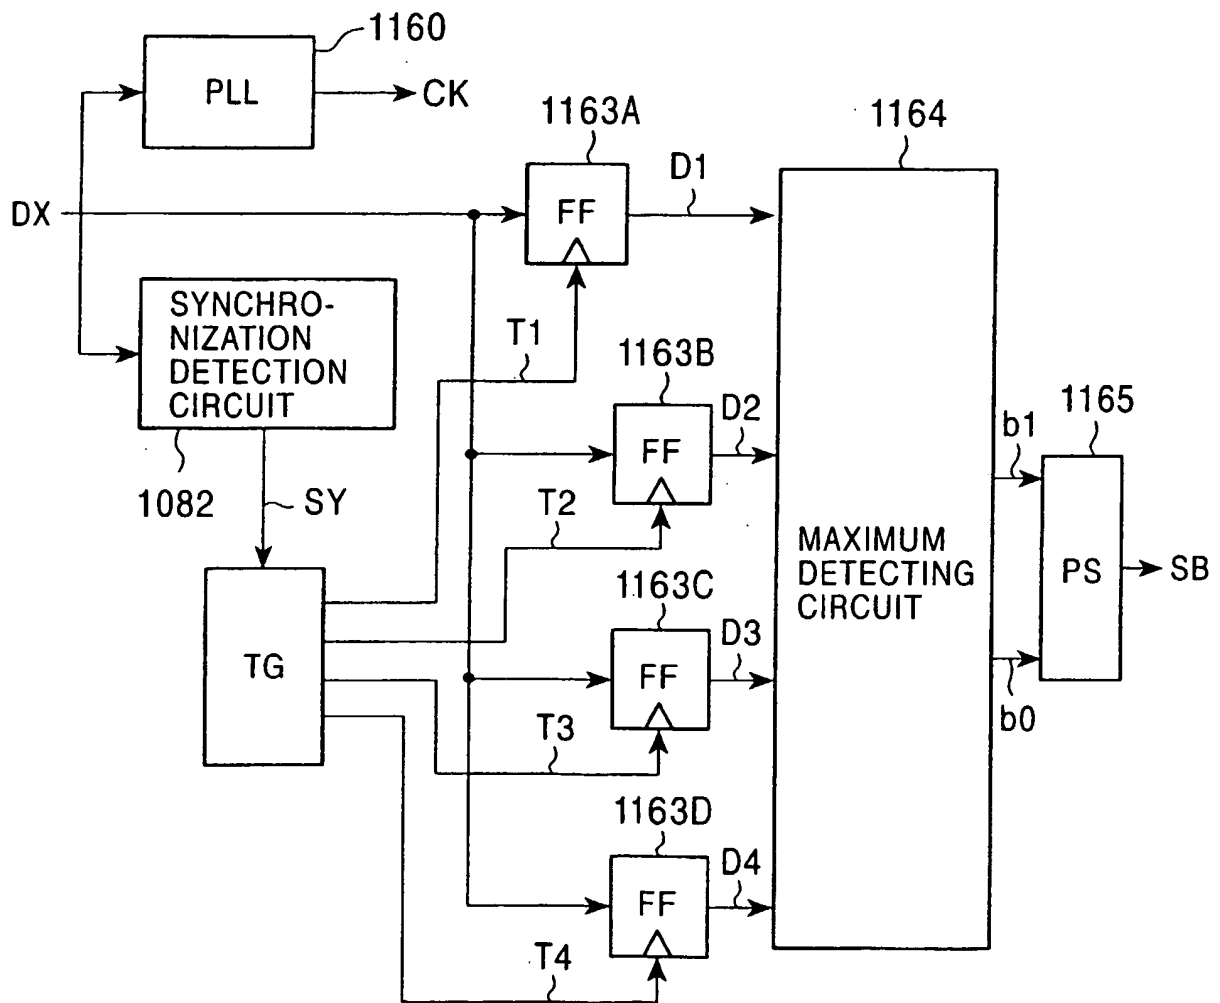 1160
PLL
CK
1163A
1164
DX
FF
D1
SYNCHRO-
NIZATION
DETECTION
CIRCUIT
T1
1163B
D2
FF
1165
b1
1082
SY
T2
MAXIMUM
DETECTING
CIRCUIT
PS
SB
TG
1163C
D3
FF
b0
T3
1163D
D4
FF
T4